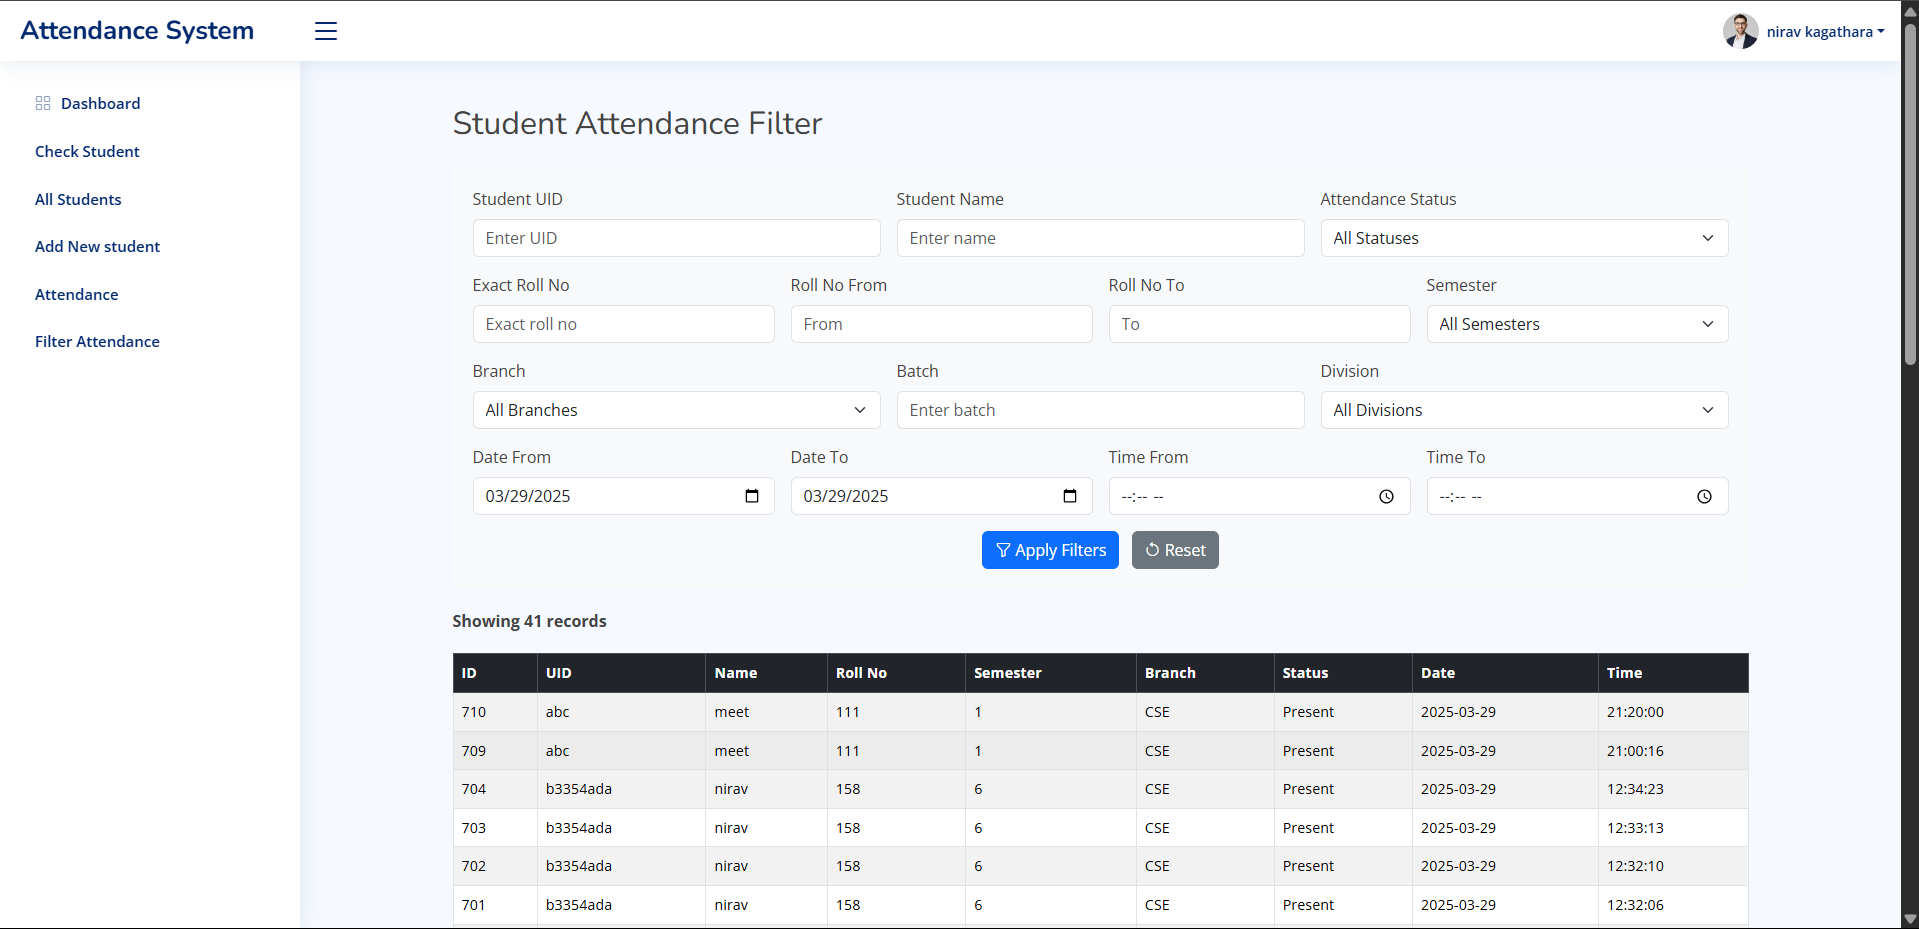 Attendance System
nirav kagathara
Dashboard
Check Student
All Students
Add New student
Attendance
Filter Attendance
Student Attendance Filter
Student UID Student Name Attendance Status
Enter UID Enter name All Statuses
Exact Roll No Roll No From Roll No To Semester
Exact roll no From To All Semesters
Branch Batch Division
All Branches Enter batch All Divisions
Date From Date To Time From Time To
03/29/2025 03/29/2025 --:-- -- --:-- --
Apply Filters Reset
Showing 41 records
ID UID Name Roll No Semester Branch Status Date Time
710 abc meet 111 1 CSE Present 2025-03-29 21:20:00
709 abc meet 111 1 CSE Present 2025-03-29 21:00:16
704 b3354ada nirav 158 6 CSE Present 2025-03-29 12:34:23
703 b3354ada nirav 158 6 CSE Present 2025-03-29 12:33:13
702 b3354ada nirav 158 6 CSE Present 2025-03-29 12:32:10
701 b3354ada nirav 158 6 CSE Present 2025-03-29 12:32:06